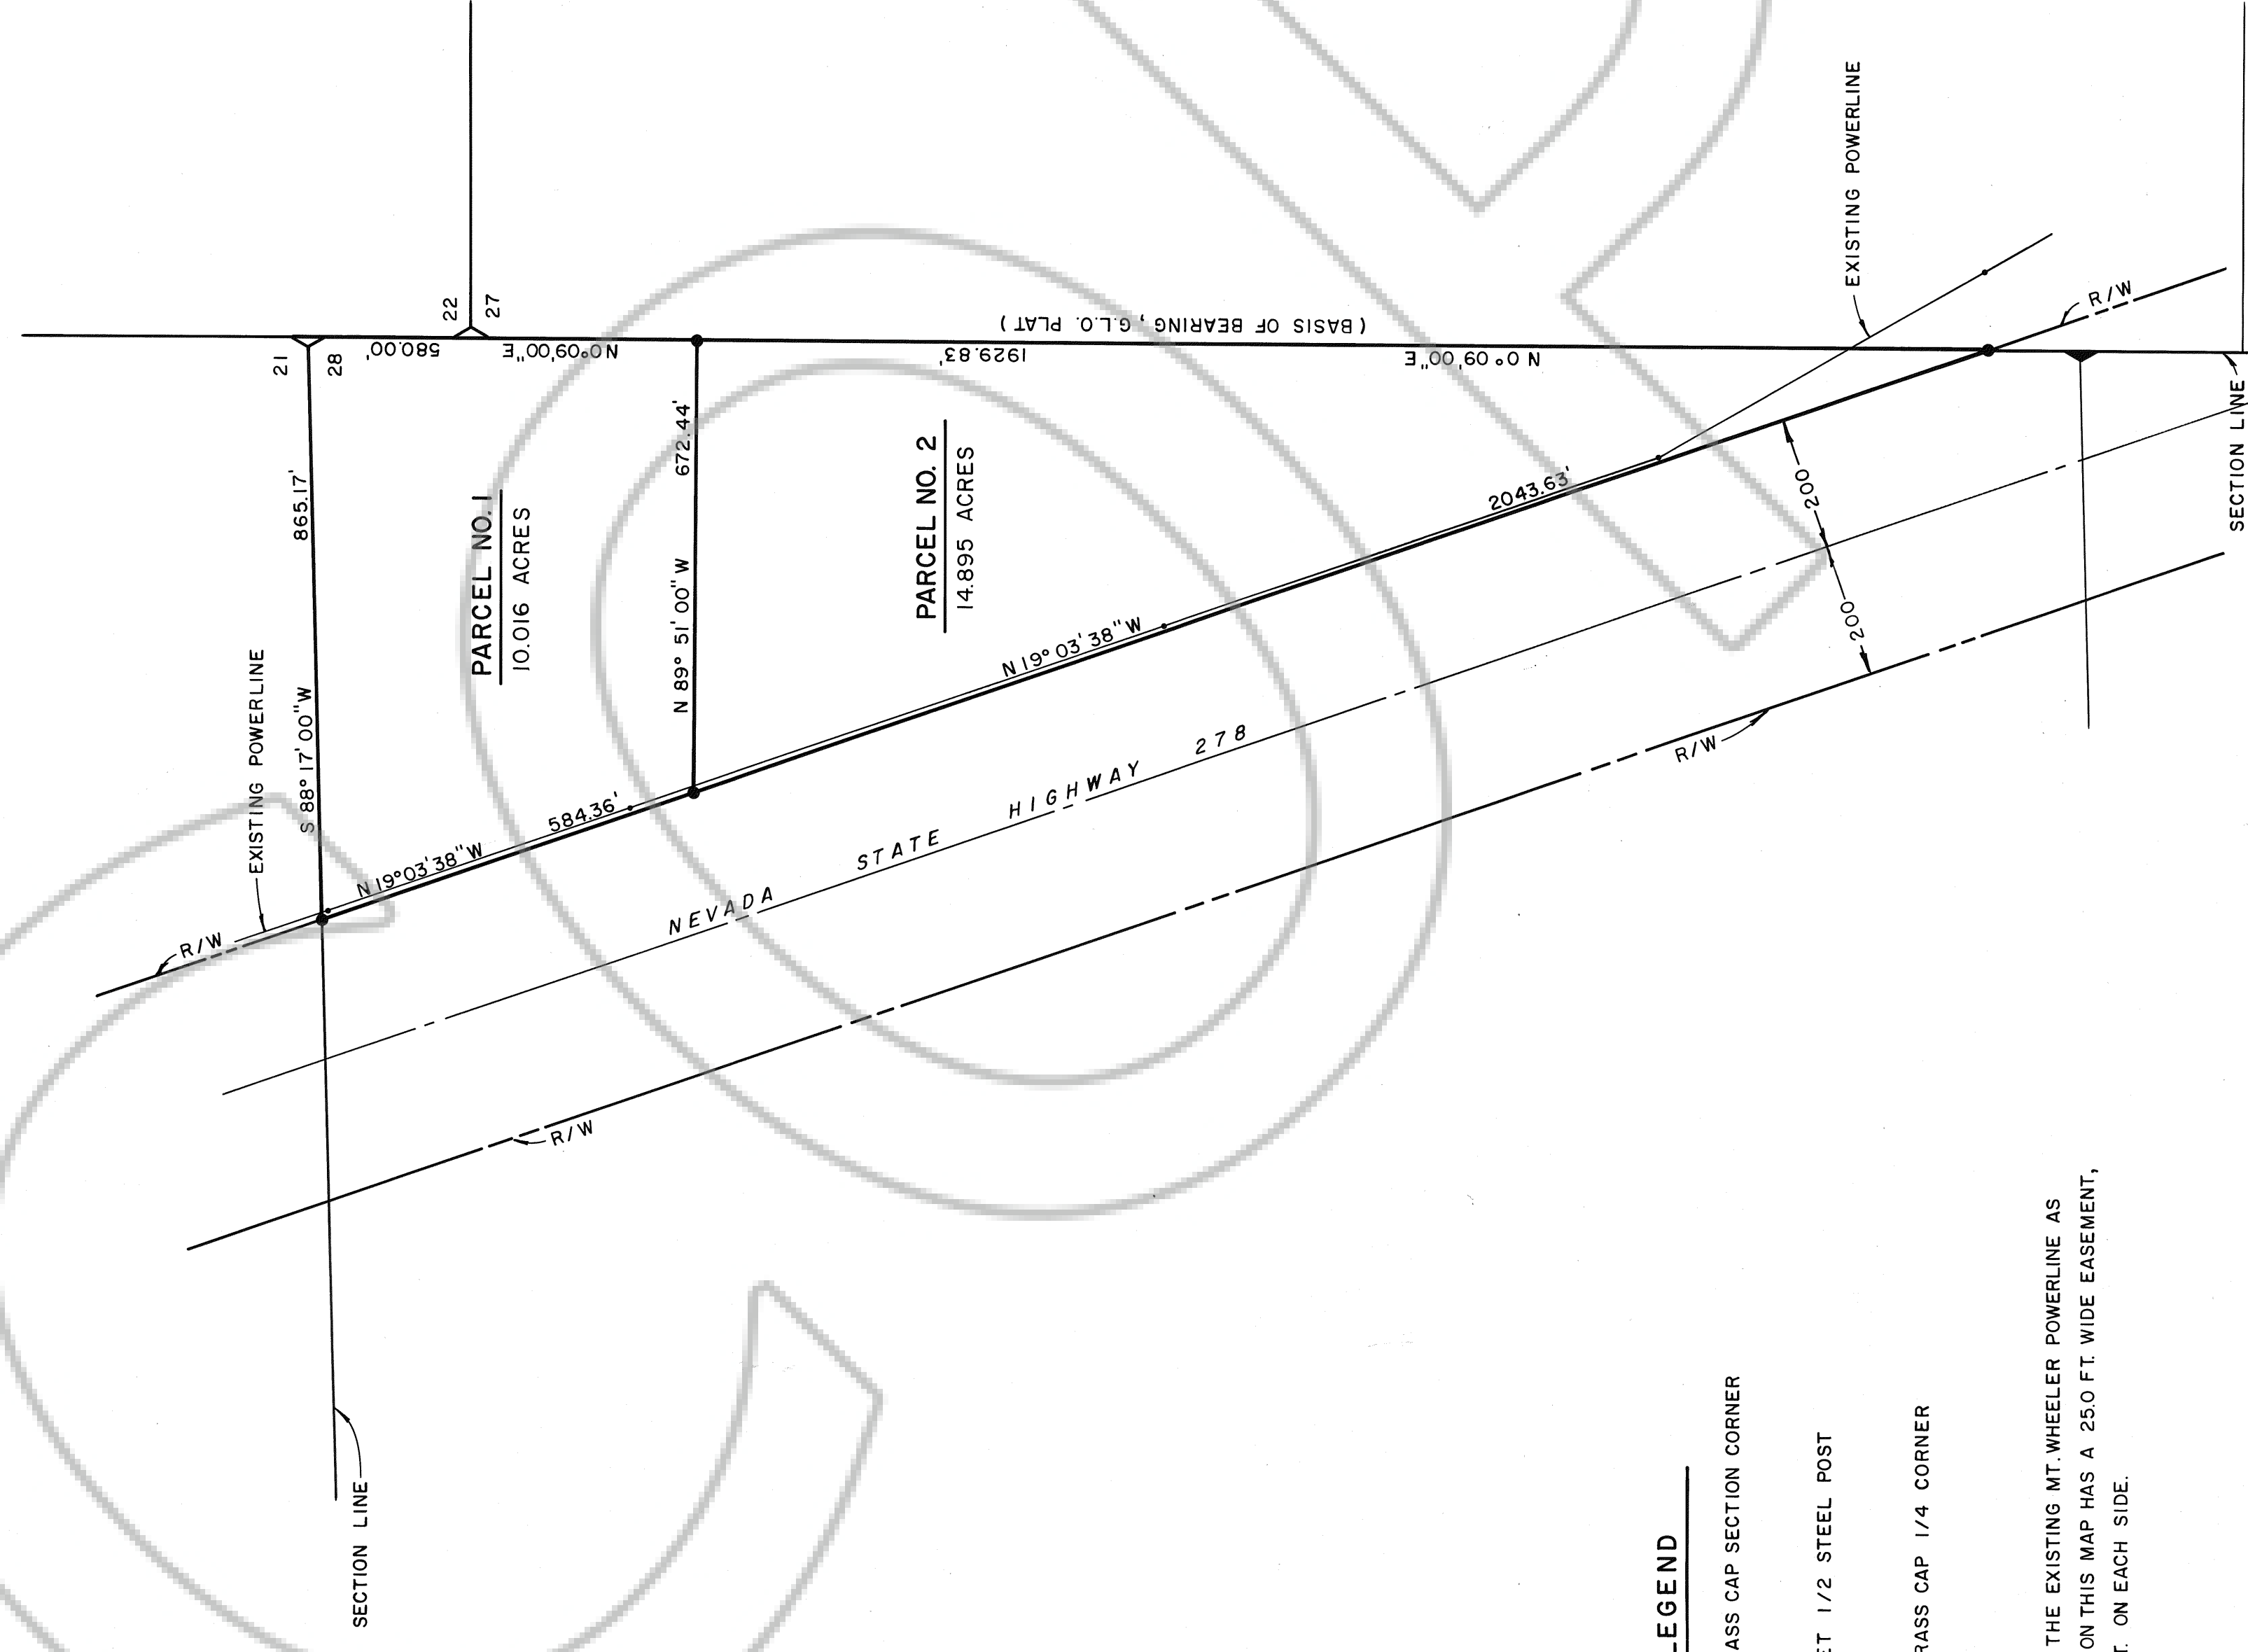 22
27
21
28
N 0° 09' 00" E
580.00'
( BASIS OF BEARING, G.L.O. PLAT )
N 0° 09' 00" E
1929.83'
S 88° 17' 00" W
865.17'
PARCEL NO. 1
10.016 ACRES
N 89° 51' 00" W
672.44'
PARCEL NO. 2
14.895 ACRES
EXISTING POWERLINE
R/W
N 19° 03' 38" W
584.36'
N 19° 03' 38" W
2043.63'
EXISTING POWERLINE
R/W
200
200
NEVADA STATE HIGHWAY 278
R/W
R/W
SECTION LINE
SECTION LINE
LEGEND
ASS CAP SECTION CORNER
ET 1/2 STEEL POST
RASS CAP 1/4 CORNER
THE EXISTING MT. WHEELER POWERLINE AS
ON THIS MAP HAS A 25.0 FT. WIDE EASEMENT,
T. ON EACH SIDE.